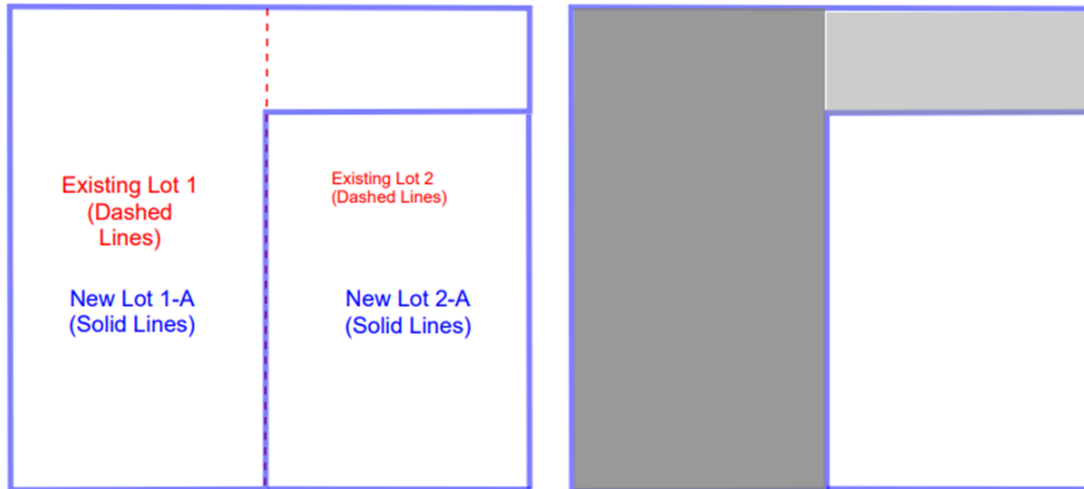 Existing Lot 1
(Dashed
Lines)
Existing Lot 2
(Dashed Lines)
New Lot 1-A
(Solid Lines)
New Lot 2-A
(Solid Lines)